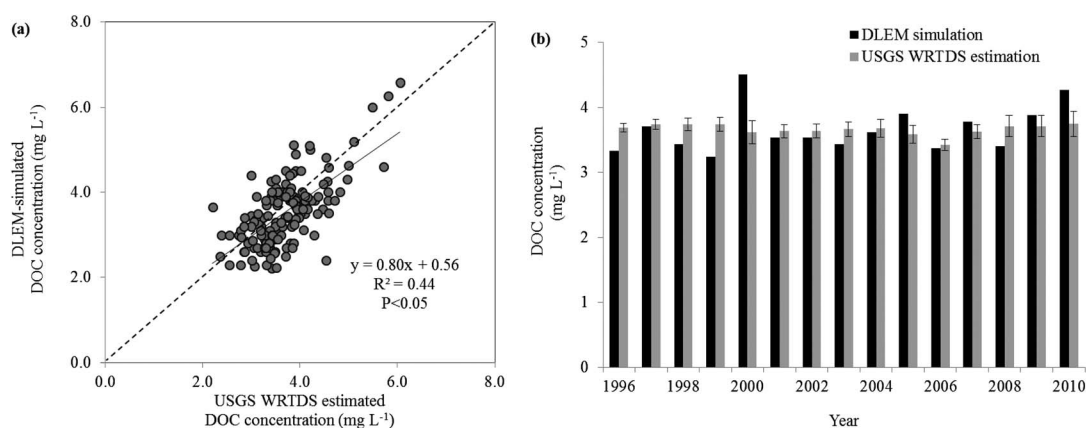 (a)
8.0
6.0
4.0
2.0
0.0
DLEM-simulated
DOC concentration (mg L⁻¹)
y = 0.80x + 0.56
R² = 0.44
P<0.05
0.0 2.0 4.0 6.0 8.0
USGS WRTDS estimated
DOC concentration (mg L⁻¹)
(b)
DLEM simulation
USGS WRTDS estimation
5
4
3
2
1
0
DOC concentration
(mg L⁻¹)
1996 1998 2000 2002 2004 2006 2008 2010
Year